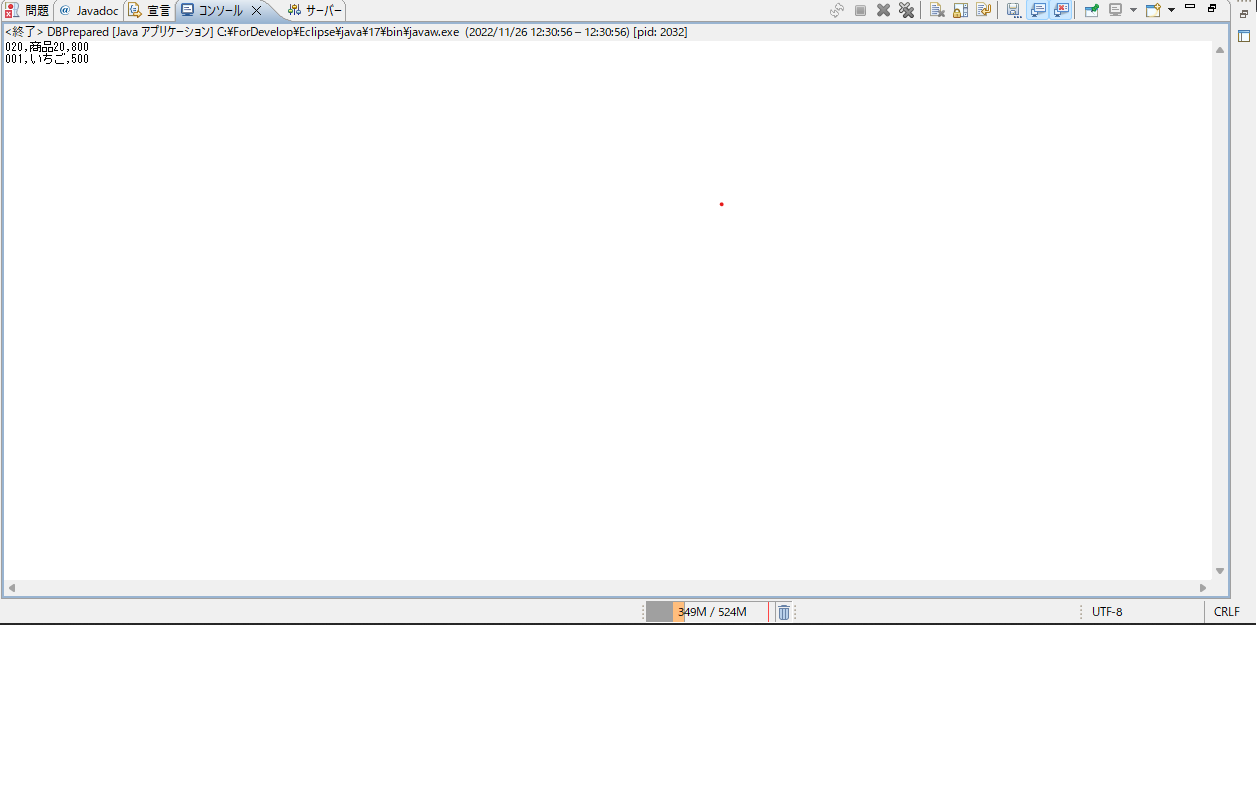 問題 @ Javadoc 宣言 コンソール サーバー
<終了> DBPrepared [Java アプリケーション] C:¥ForDevelop¥Eclipse¥java¥17¥bin¥javaw.exe (2022/11/26 12:30:56 – 12:30:56) [pid: 2032]
020,商品20,800
001,いちご,500
349M / 524M UTF-8 CRLF